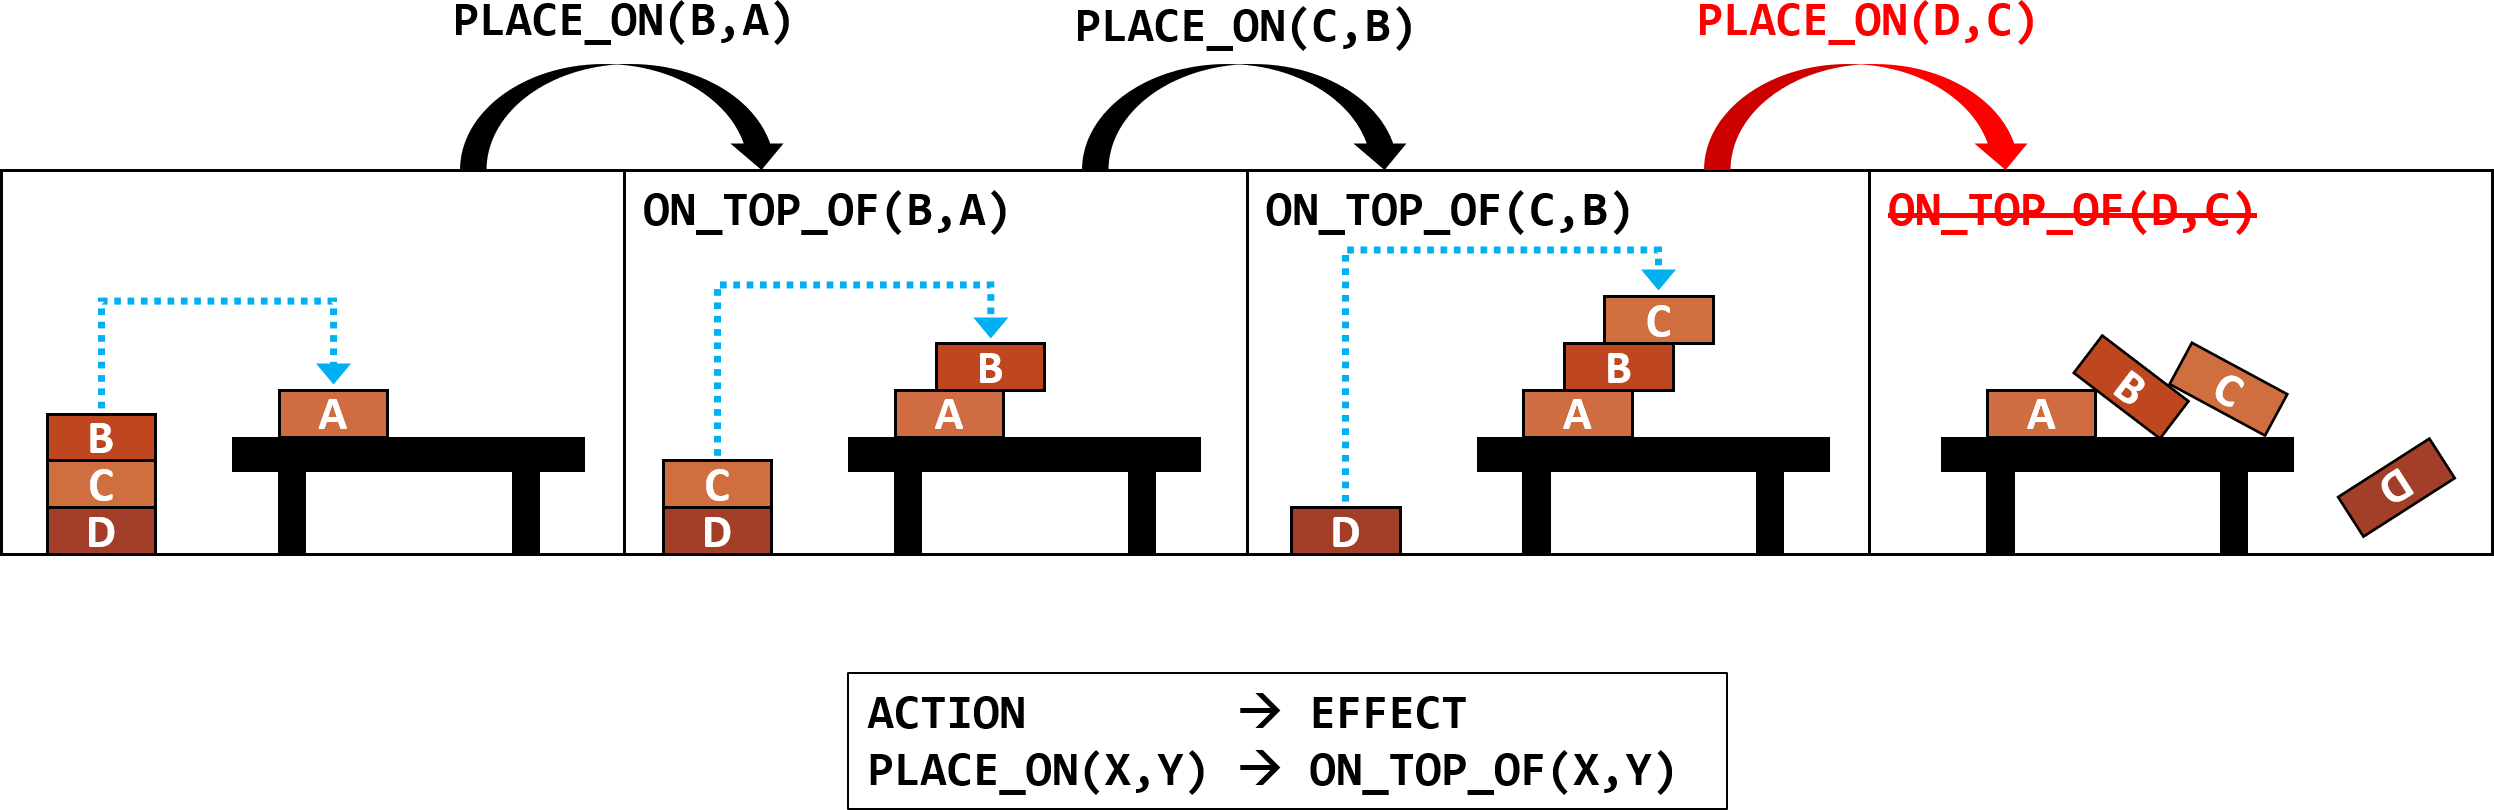 PLACE_ON(B,A)
PLACE_ON(C,B)
PLACE_ON(D,C)
ON_TOP_OF(B,A)
ON_TOP_OF(C,B)
ON_TOP_OF(D,C)
B
C
D
A
C
D
B
A
D
C
B
A
A
B
C
D
ACTION → EFFECT
PLACE_ON(X,Y) → ON_TOP_OF(X,Y)